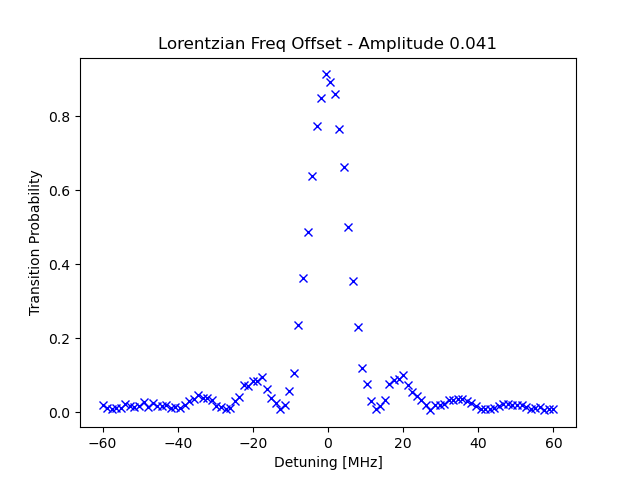 Lorentzian Freq Offset - Amplitude 0.041
Transition Probability
0.8
0.6
0.4
0.2
0.0
−60 −40 −20 0 20 40 60
Detuning [MHz]